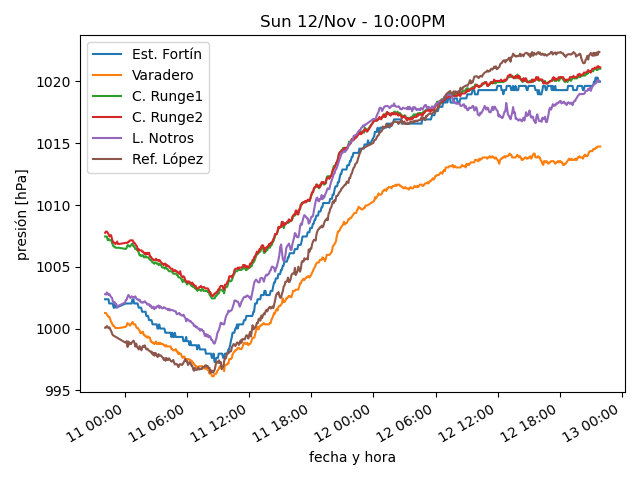 Sun 12/Nov - 10:00PM
Est. Fortín
Varadero
C. Runge1
C. Runge2
L. Notros
Ref. López
presión [hPa]
1020
1015
1010
1005
1000
995
11 00:00
11 06:00
11 12:00
11 18:00
12 00:00
12 06:00
12 12:00
12 18:00
13 00:00
fecha y hora